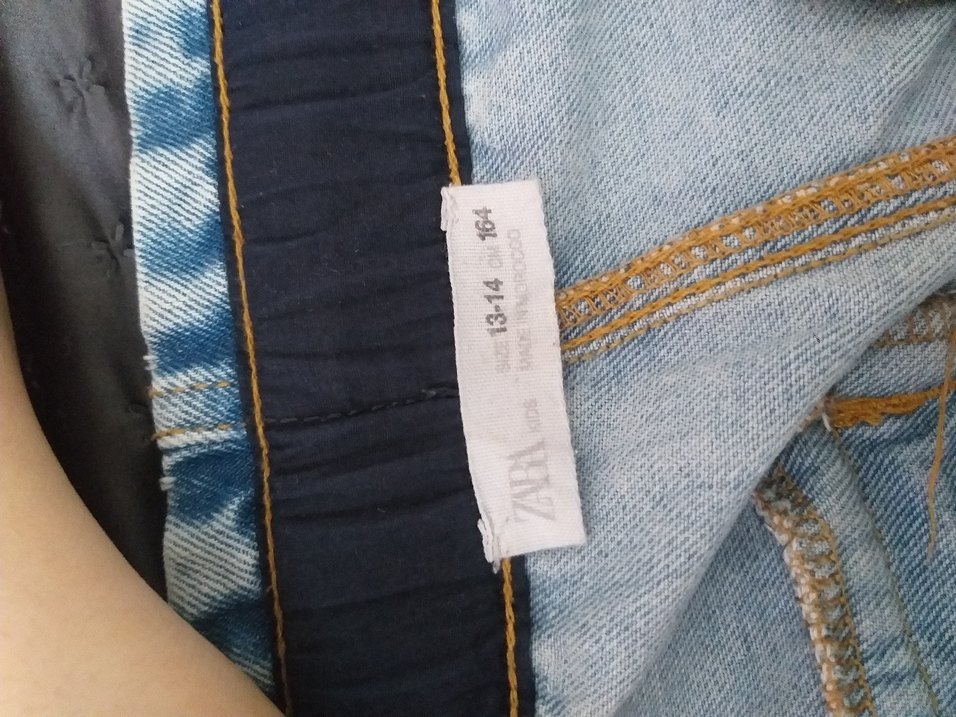 ZARA KIDS
SIZE 13-14 CM 164
MADE IN MOROCCO